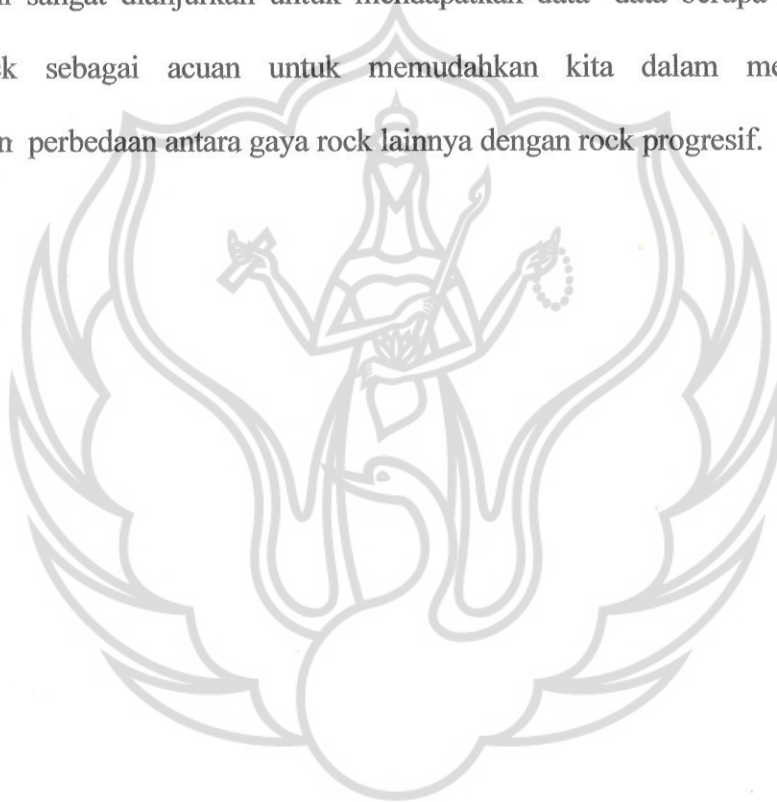 sangat dianjurkan untuk mendapatkan data- data berupa
sebagai acuan untuk memudahkan kita dalam
perbedaan antara gaya rock lainnya dengan rock progresif.